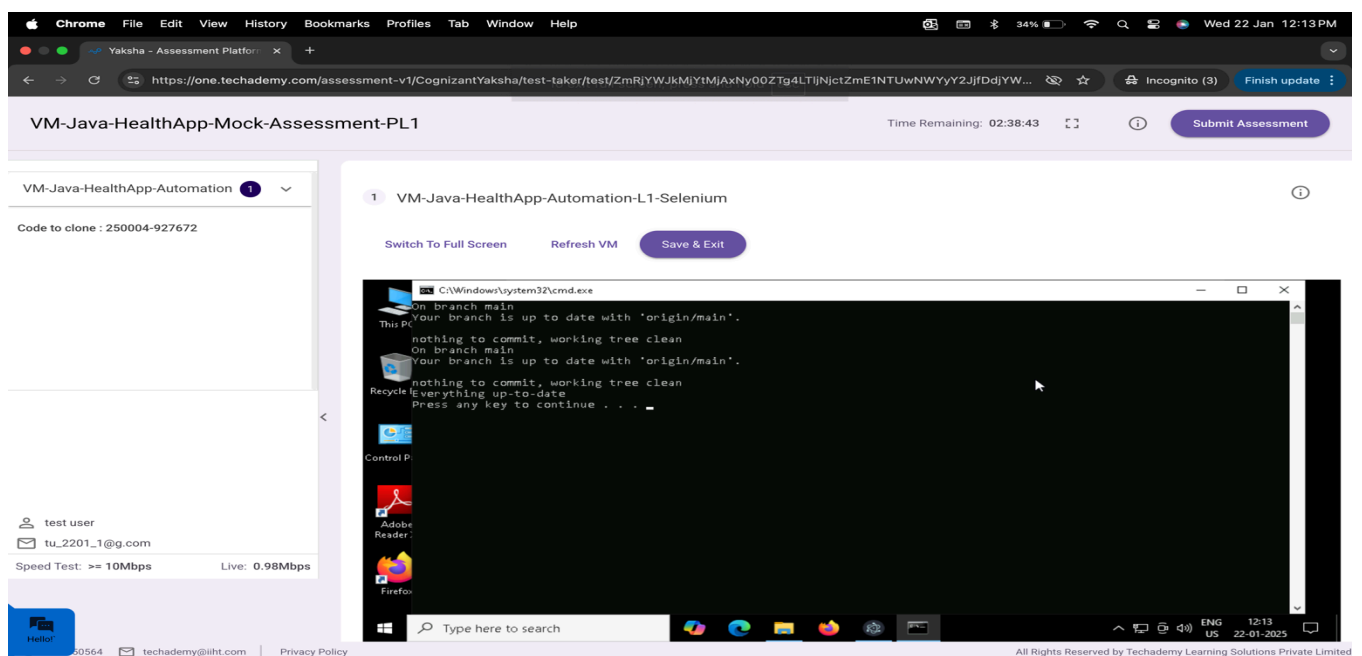 Chrome File Edit View History Bookmarks Profiles Tab Window Help 34% Wed 22 Jan 12:13 PM
Yaksha - Assessment Platform
https://one.techademy.com/assessment-v1/CognizantYaksha/test-taker/test/ZmRjYWJkMjYtMjAxNy00ZTg4LTljNjctZmE1NTUwNWYyY2JjfDdjYW... Incognito (3) Finish update
VM-Java-HealthApp-Mock-Assessment-PL1 Time Remaining: 02:38:43 Submit Assessment
VM-Java-HealthApp-Automation 1
Code to clone : 250004-927672
1 VM-Java-HealthApp-Automation-L1-Selenium
Switch To Full Screen Refresh VM Save & Exit
C:\Windows\system32\cmd.exe
On branch main
Your branch is up to date with 'origin/main'.
nothing to commit, working tree clean
On branch main
Your branch is up to date with 'origin/main'.
nothing to commit, working tree clean
Everything up-to-date
Press any key to continue . . .
This PC
Recycle
Control P
Adobe
Reader
Firefox
test user
tu_2201_1@g.com
Speed Test: >= 10Mbps Live: 0.98Mbps
Type here to search ENG US 12:13 22-01-2025
Hello!
50564 techademy@iiht.com Privacy Policy All Rights Reserved by Techademy Learning Solutions Private Limited